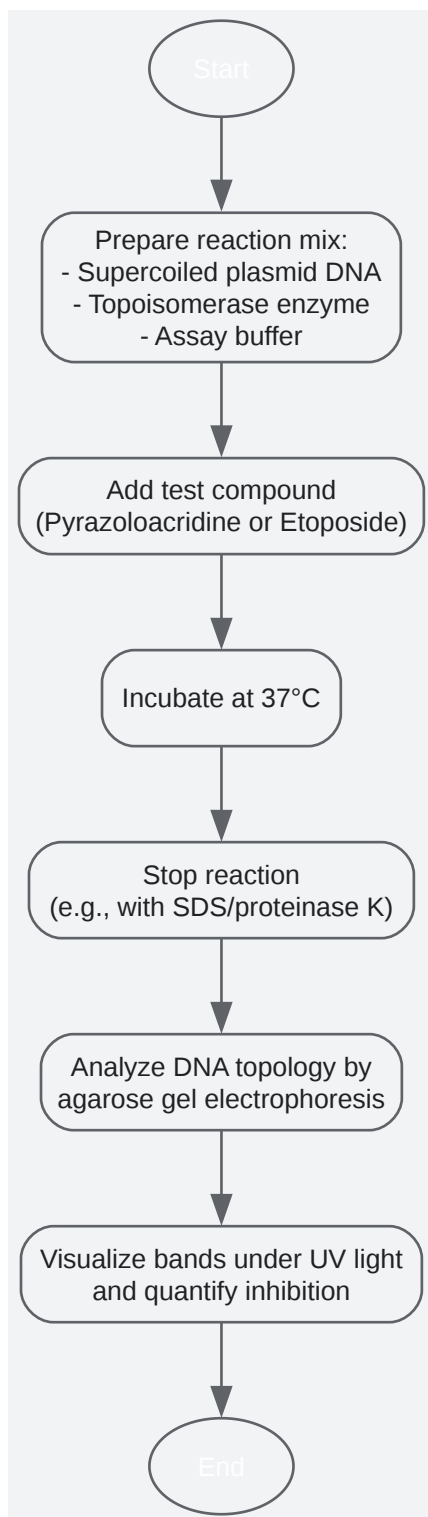 Start
Prepare reaction mix:
- Supercoiled plasmid DNA
- Topoisomerase enzyme
- Assay buffer
Add test compound
(Pyrazoloacridine or Etoposide)
Incubate at 37°C
Stop reaction
(e.g., with SDS/proteinase K)
Analyze DNA topology by
agarose gel electrophoresis
Visualize bands under UV light
and quantify inhibition
End